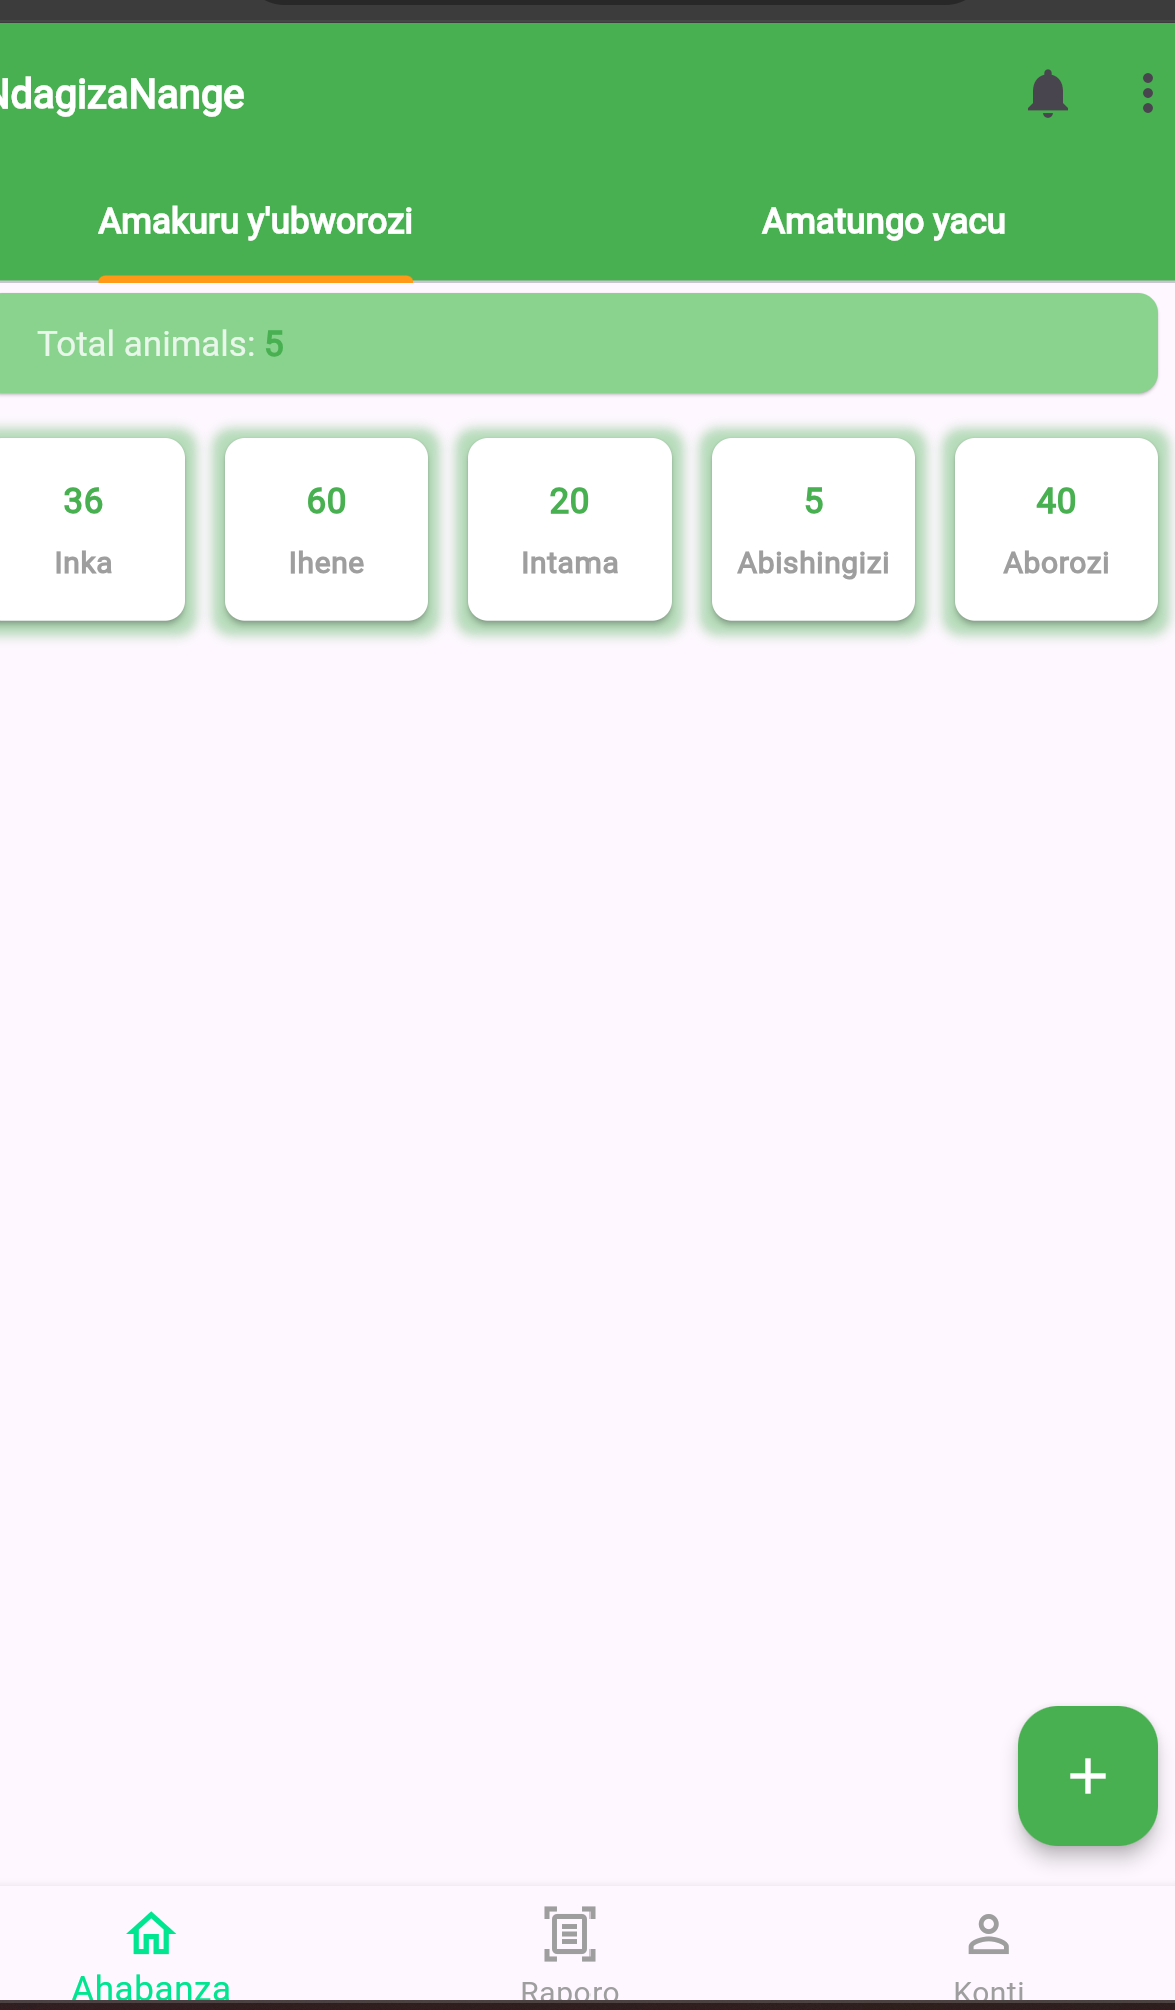 NdagizaNange
Amakuru y'ubworozi
Amatungo yacu
Total animals: 5
36
Inka
60
Ihene
20
Intama
5
Abishingizi
40
Aborozi
Ahabanza
Raporo
Konti